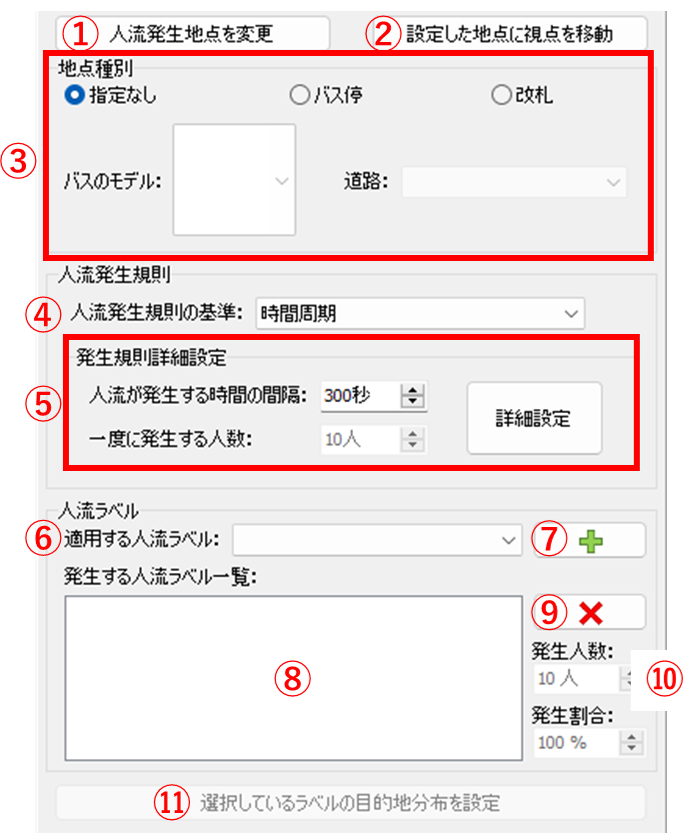 ① 人流発生地点を変更 ② 設定した地点に視点を移動
地点種別
指定なし バス停 改札
③
バスのモデル: 道路:
人流発生規則
④ 人流発生規則の基準: 時間周期
発生規則詳細設定
⑤ 人流が発生する時間の間隔: 300秒
詳細設定
一度に発生する人数: 10人
人流ラベル
⑥ 適用する人流ラベル: ⑦
発生する人流ラベル一覧:
⑨
発生人数:
⑧ 10 人 ⑩
発生割合:
100 %
⑪ 選択しているラベルの目的地分布を設定